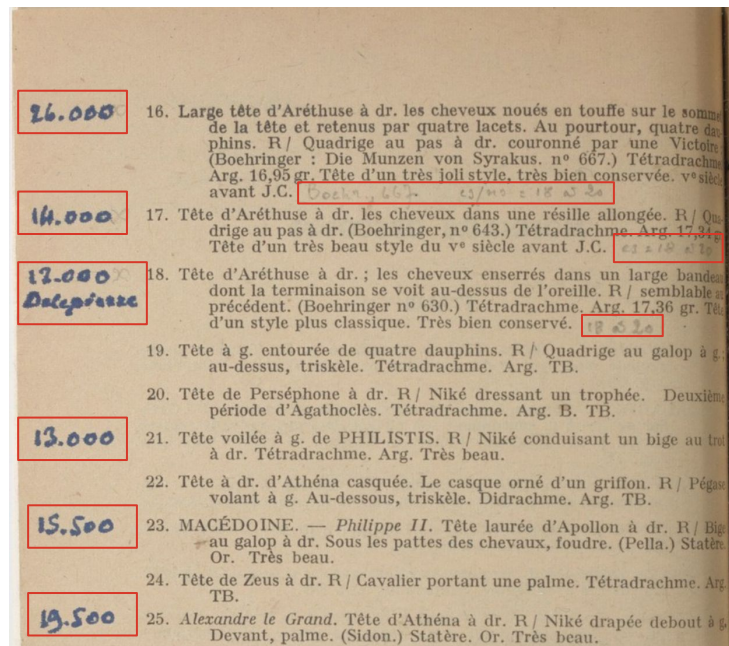 26.000
16. Large tête d'Aréthuse à dr. les cheveux noués en touffe sur le sommet
de la tête et retenus par quatre lacets. Au pourtour, quatre dau-
phins. R / Quadrige au pas à dr. couronné par une Victoire
(Boehringer : Die Munzen von Syrakus. nº 667.) Tétradrachme
Arg. 16,95 gr. Tête d'un très joli style, très bien conservée. vᵉ siècle
avant J.C. Boehr., 667. = 18 à 20
14.000
17. Tête d'Aréthuse à dr. les cheveux dans une résille allongée. R / Qua-
drige au pas à dr. (Boehringer, nº 643.) Tétradrachme. Arg. 17,34 g
Tête d'un très beau style du vᵉ siècle avant J.C. = 18 à 20
18. Tête d'Aréthuse à dr. ; les cheveux enserrés dans un large bandeau
17.000
dont la terminaison se voit au-dessus de l'oreille. R / semblable au
précédent. (Boehringer nº 630.) Tétradrachme. Arg. 17,36 gr. Tête
d'un style plus classique. Très bien conservé. 18 à 20
19. Tête à g. entourée de quatre dauphins. R / Quadrige au galop à g.;
au-dessus, triskèle. Tétradrachme. Arg. TB.
20. Tête de Perséphone à dr. R / Niké dressant un trophée. Deuxième
période d'Agathoclès. Tétradrachme. Arg. B. TB.
13.000
21. Tête voilée à g. de PHILISTIS. R / Niké conduisant un bige au trot
à dr. Tétradrachme. Arg. Très beau.
22. Tête à dr. d'Athéna casquée. Le casque orné d'un griffon. R / Pégase
volant à g. Au-dessous, triskèle. Didrachme. Arg. TB.
15.500
23. MACÉDOINE. — Philippe II. Tête laurée d'Apollon à dr. R / Bige
au galop à dr. Sous les pattes des chevaux, foudre. (Pella.) Statère.
Or. Très beau.
24. Tête de Zeus à dr. R / Cavalier portant une palme. Tétradrachme. Arg.
TB.
19.500
25. Alexandre le Grand. Tête d'Athéna à dr. R / Niké drapée debout à g.
Devant, palme. (Sidon.) Statère. Or. Très beau.